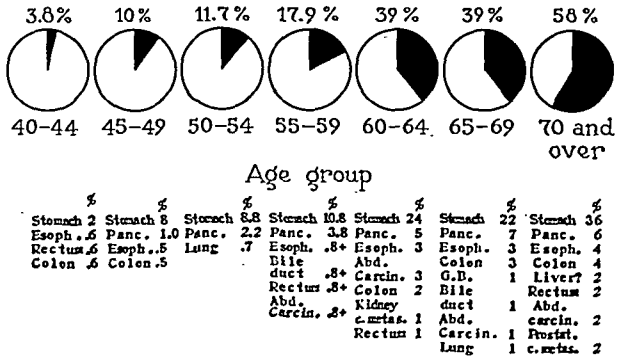 3.8% 10% 11.7% 17.9% 39% 39% 58%
40-44 45-49 50-54 55-59 60-64 65-69 70 and over
Age group
%
Stomach 2
Esoph. .6
Rectum .6
Colon .6
%
Stomach 8
Panc. 1.0
Esoph. .5
Colon .5
%
Stomach 8.8
Panc. 2.2
Lung .7
%
Stomach 10.8
Panc. 3.8
Esoph. .8+
Bile
duct .8+
Rectum .8+
Abd.
Carcin. .8+
%
Stomach 24
Panc. 5
Esoph. 3
Abd.
Carcin. 3
Colon 2
Kidney
c.metas. 1
Rectum 1
%
Stomach 22
Panc. 7
Esoph. 3
Colon 3
G.B. 1
Bile
duct 1
Abd.
Carcin. 1
Lung 1
%
Stomach 36
Panc. 6
Esoph. 4
Colon 4
Liver? 2
Rectum 2
Abd.
carcin. 2
Prostat.
c.metas. 2